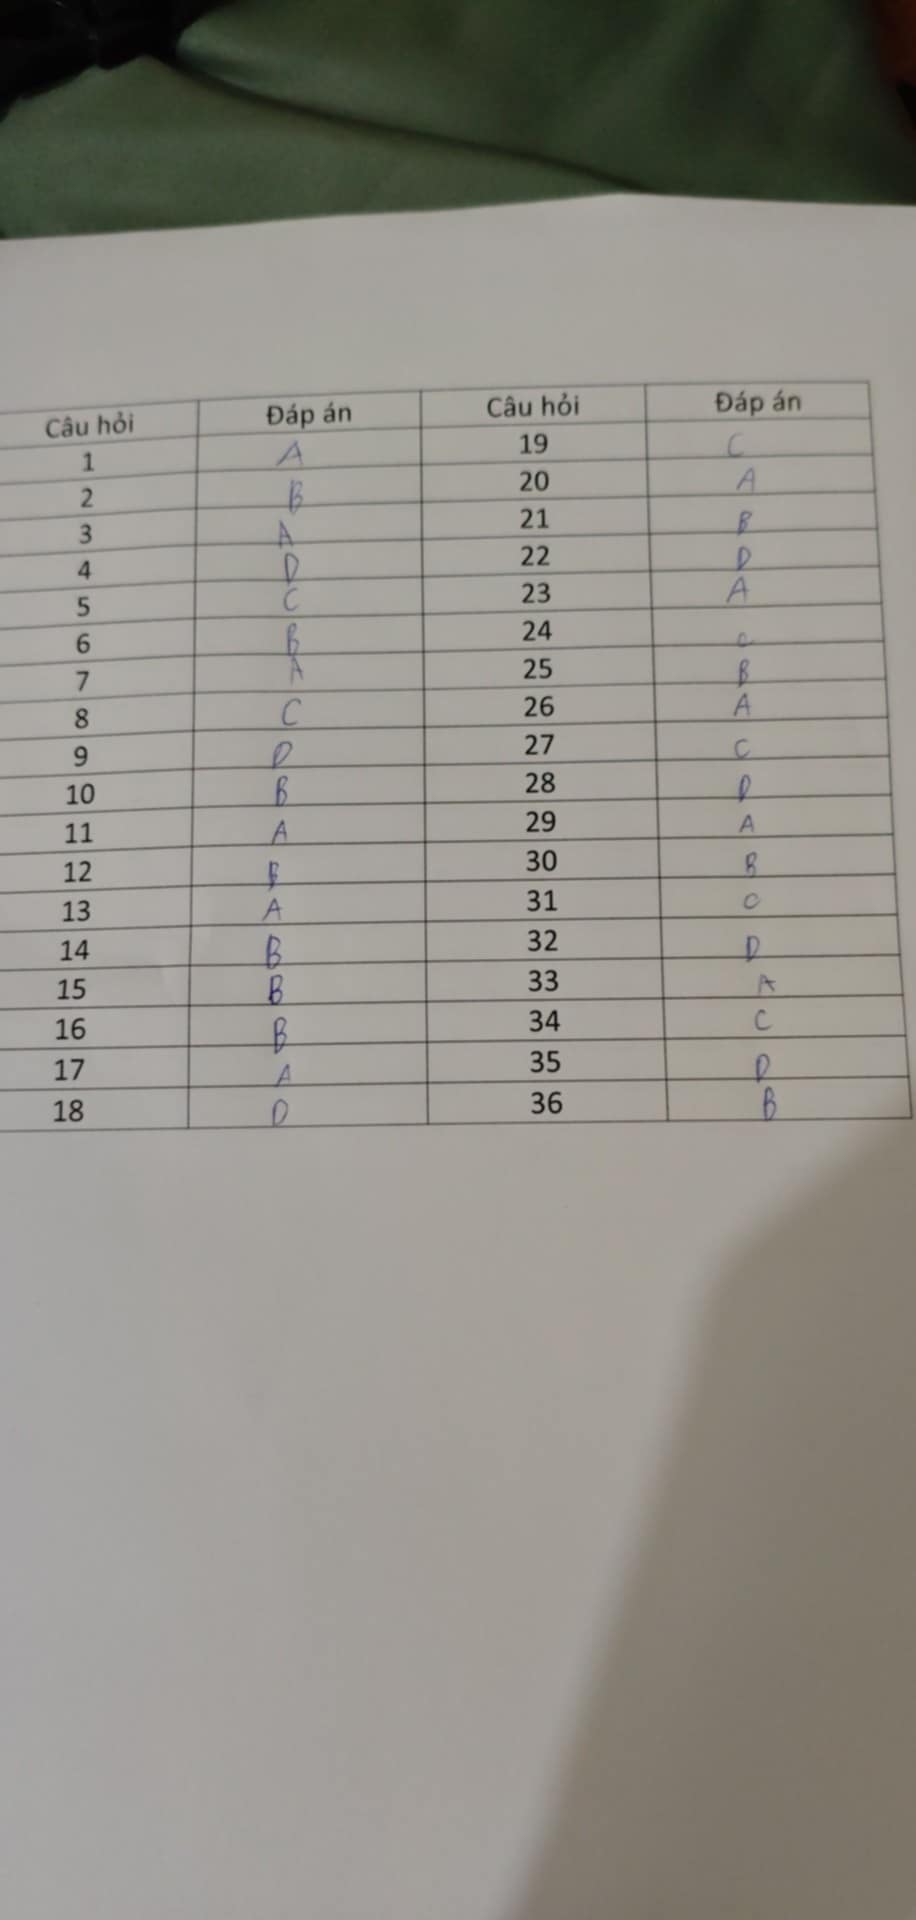 Câu hỏi Đáp án Câu hỏi Đáp án
1 A 19 C
2 B 20 A
3 A 21 B
4 D 22 D
5 C 23 A
6 B 24 C
7 A 25 B
8 C 26 A
9 D 27 C
10 B 28 D
11 A 29 A
12 B 30 B
13 A 31 C
14 B 32 D
15 B 33 A
16 B 34 C
17 A 35 D
18 D 36 B